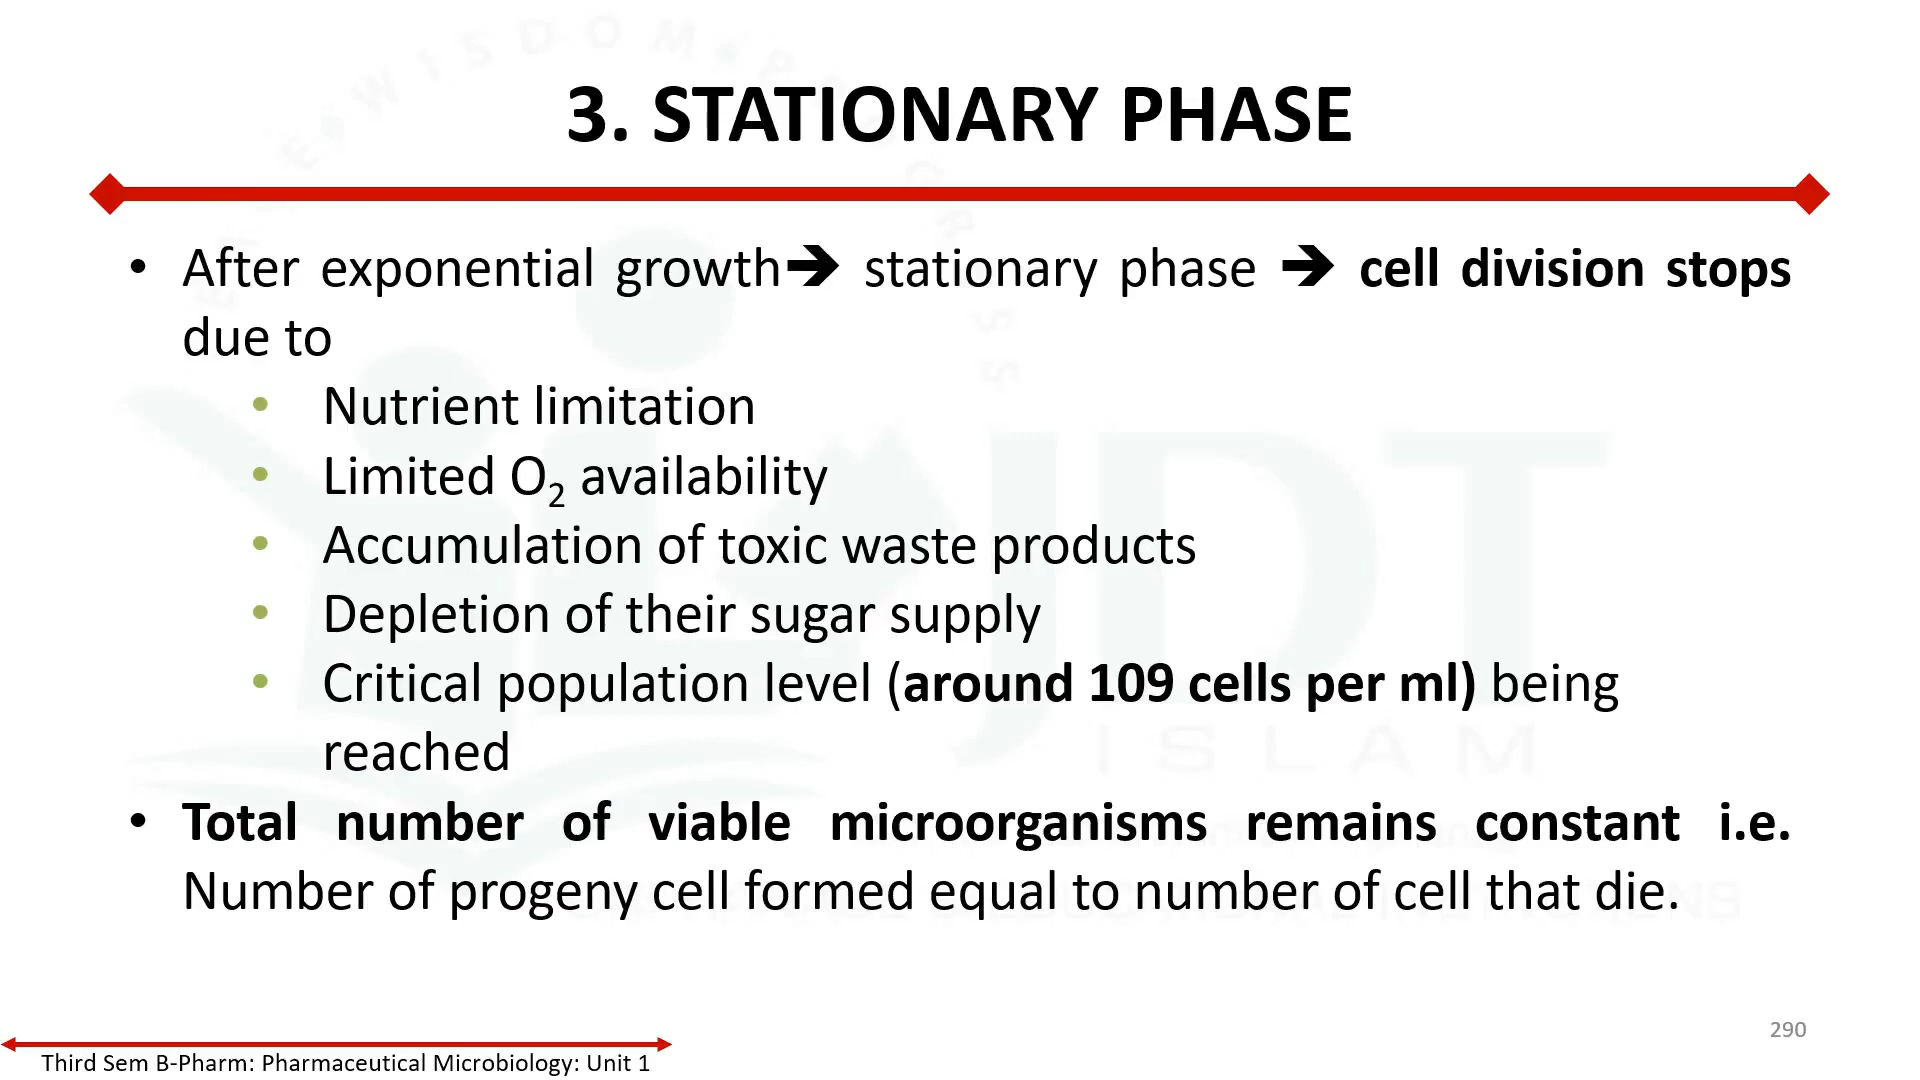 WISDOM
3. STATIONARY PHASE
• After exponential growth➔ stationary phase ➔ cell division stops
due to
• Nutrient limitation
• Limited O₂ availability
• Accumulation of toxic waste products
• Depletion of their sugar supply
• Critical population level (around 109 cells per ml) being
reached
• Total number of viable microorganisms remains constant i.e.
Number of progeny cell formed equal to number of cell that die.
JDT
ISLAM
290
Third Sem B-Pharm: Pharmaceutical Microbiology: Unit 1